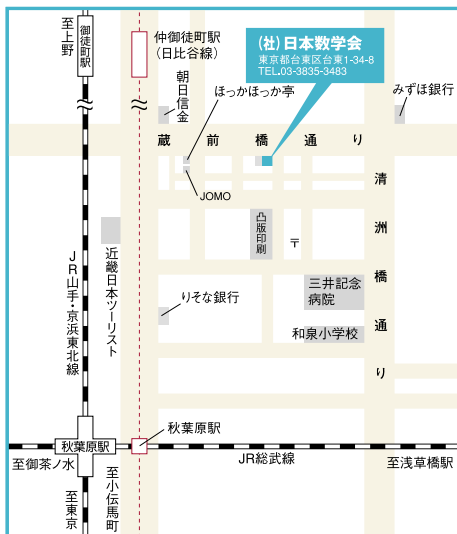 至上野
御徒町駅
仲御徒町駅
(日比谷線)
朝日信金
(社)日本数学会
東京都台東区台東1-34-8
TEL.03-3835-3483
ほっかほっか亭
みずほ銀行
蔵前橋通り
JOMO
清洲橋通り
凸版印刷
〒
近畿日本ツーリスト
JR山手・京浜東北線
りそな銀行
三井記念
病院
和泉小学校
秋葉原駅
秋葉原駅
JR総武線
至御茶ノ水
至浅草橋駅
至東京
至小伝馬町